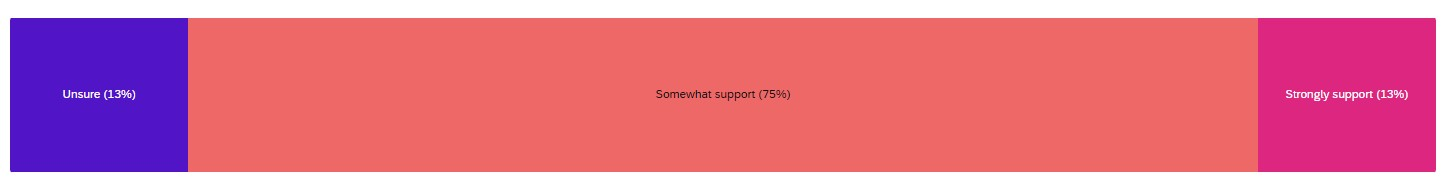 Unsure (13%)
Somewhat support (75%)
Strongly support (13%)